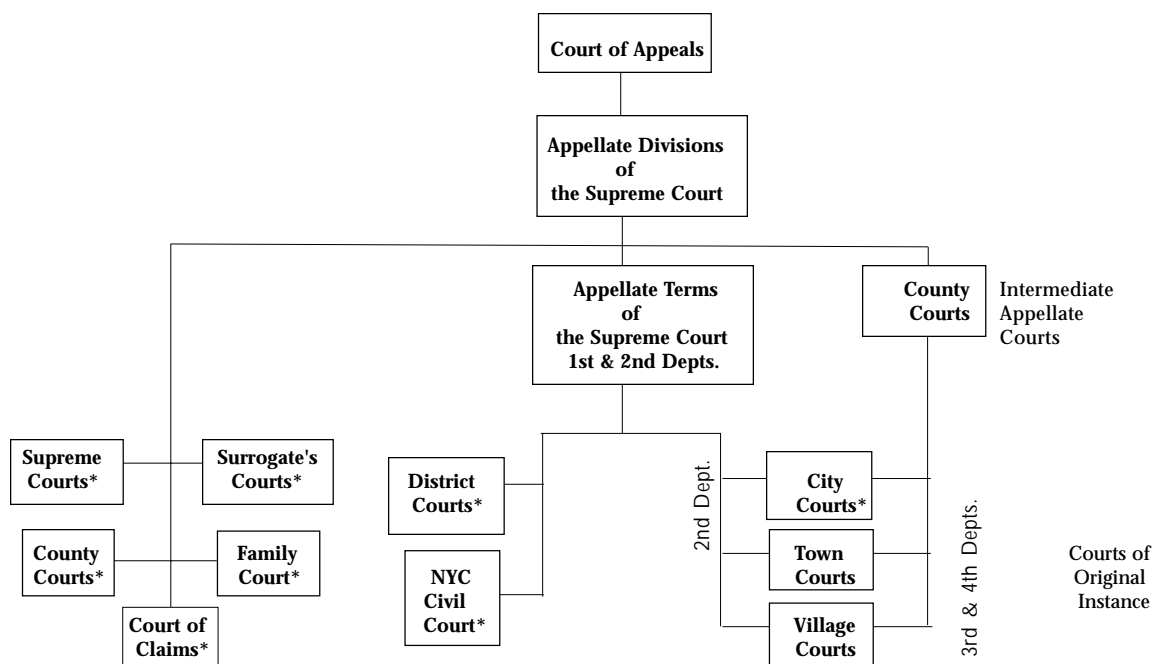 Court of Appeals
Appellate Divisions
of
the Supreme Court
Appellate Terms
of
the Supreme Court
1st & 2nd Depts.
County
Courts
Intermediate
Appellate
Courts
Supreme
Courts*
Surrogate's
Courts*
County
Courts*
Family
Court*
Court of
Claims*
District
Courts*
NYC
Civil
Court*
2nd Dept.
City
Courts*
Town
Courts
Village
Courts
3rd & 4th Depts.
Courts of
Original
Instance